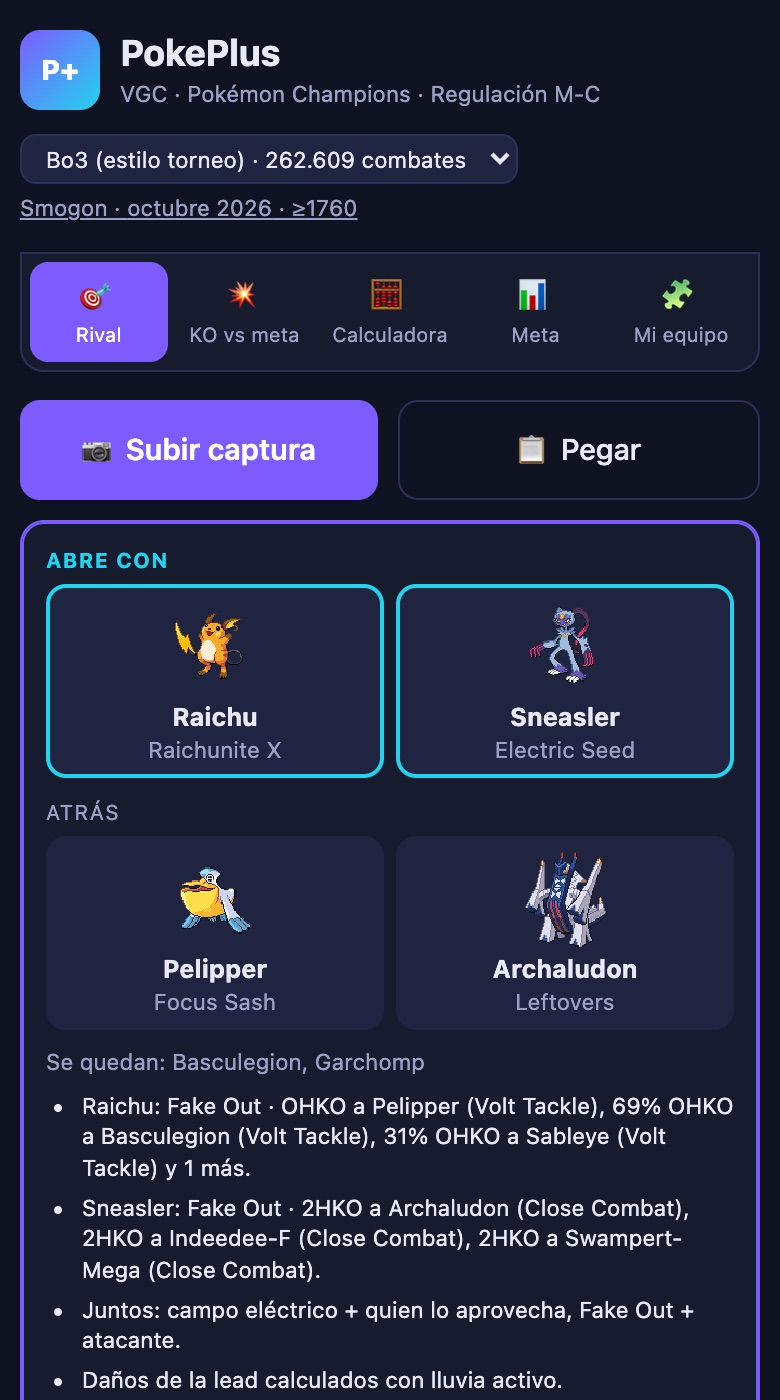 P+
PokePlus
VGC · Pokémon Champions · Regulación M-C
Bo3 (estilo torneo) · 262.609 combates
Smogon · octubre 2026 · ≥1760
Rival
KO vs meta
Calculadora
Meta
Mi equipo
Subir captura
Pegar
ABRE CON
Raichu
Raichunite X
Sneasler
Electric Seed
ATRÁS
Pelipper
Focus Sash
Archaludon
Leftovers
Se quedan: Basculegion, Garchomp
• Raichu: Fake Out · OHKO a Pelipper (Volt Tackle), 69% OHKO
a Basculegion (Volt Tackle), 31% OHKO a Sableye (Volt
Tackle) y 1 más.
• Sneasler: Fake Out · 2HKO a Archaludon (Close Combat),
2HKO a Indeedee-F (Close Combat), 2HKO a Swampert-
Mega (Close Combat).
• Juntos: campo eléctrico + quien lo aprovecha, Fake Out +
atacante.
• Daños de la lead calculados con lluvia activo.